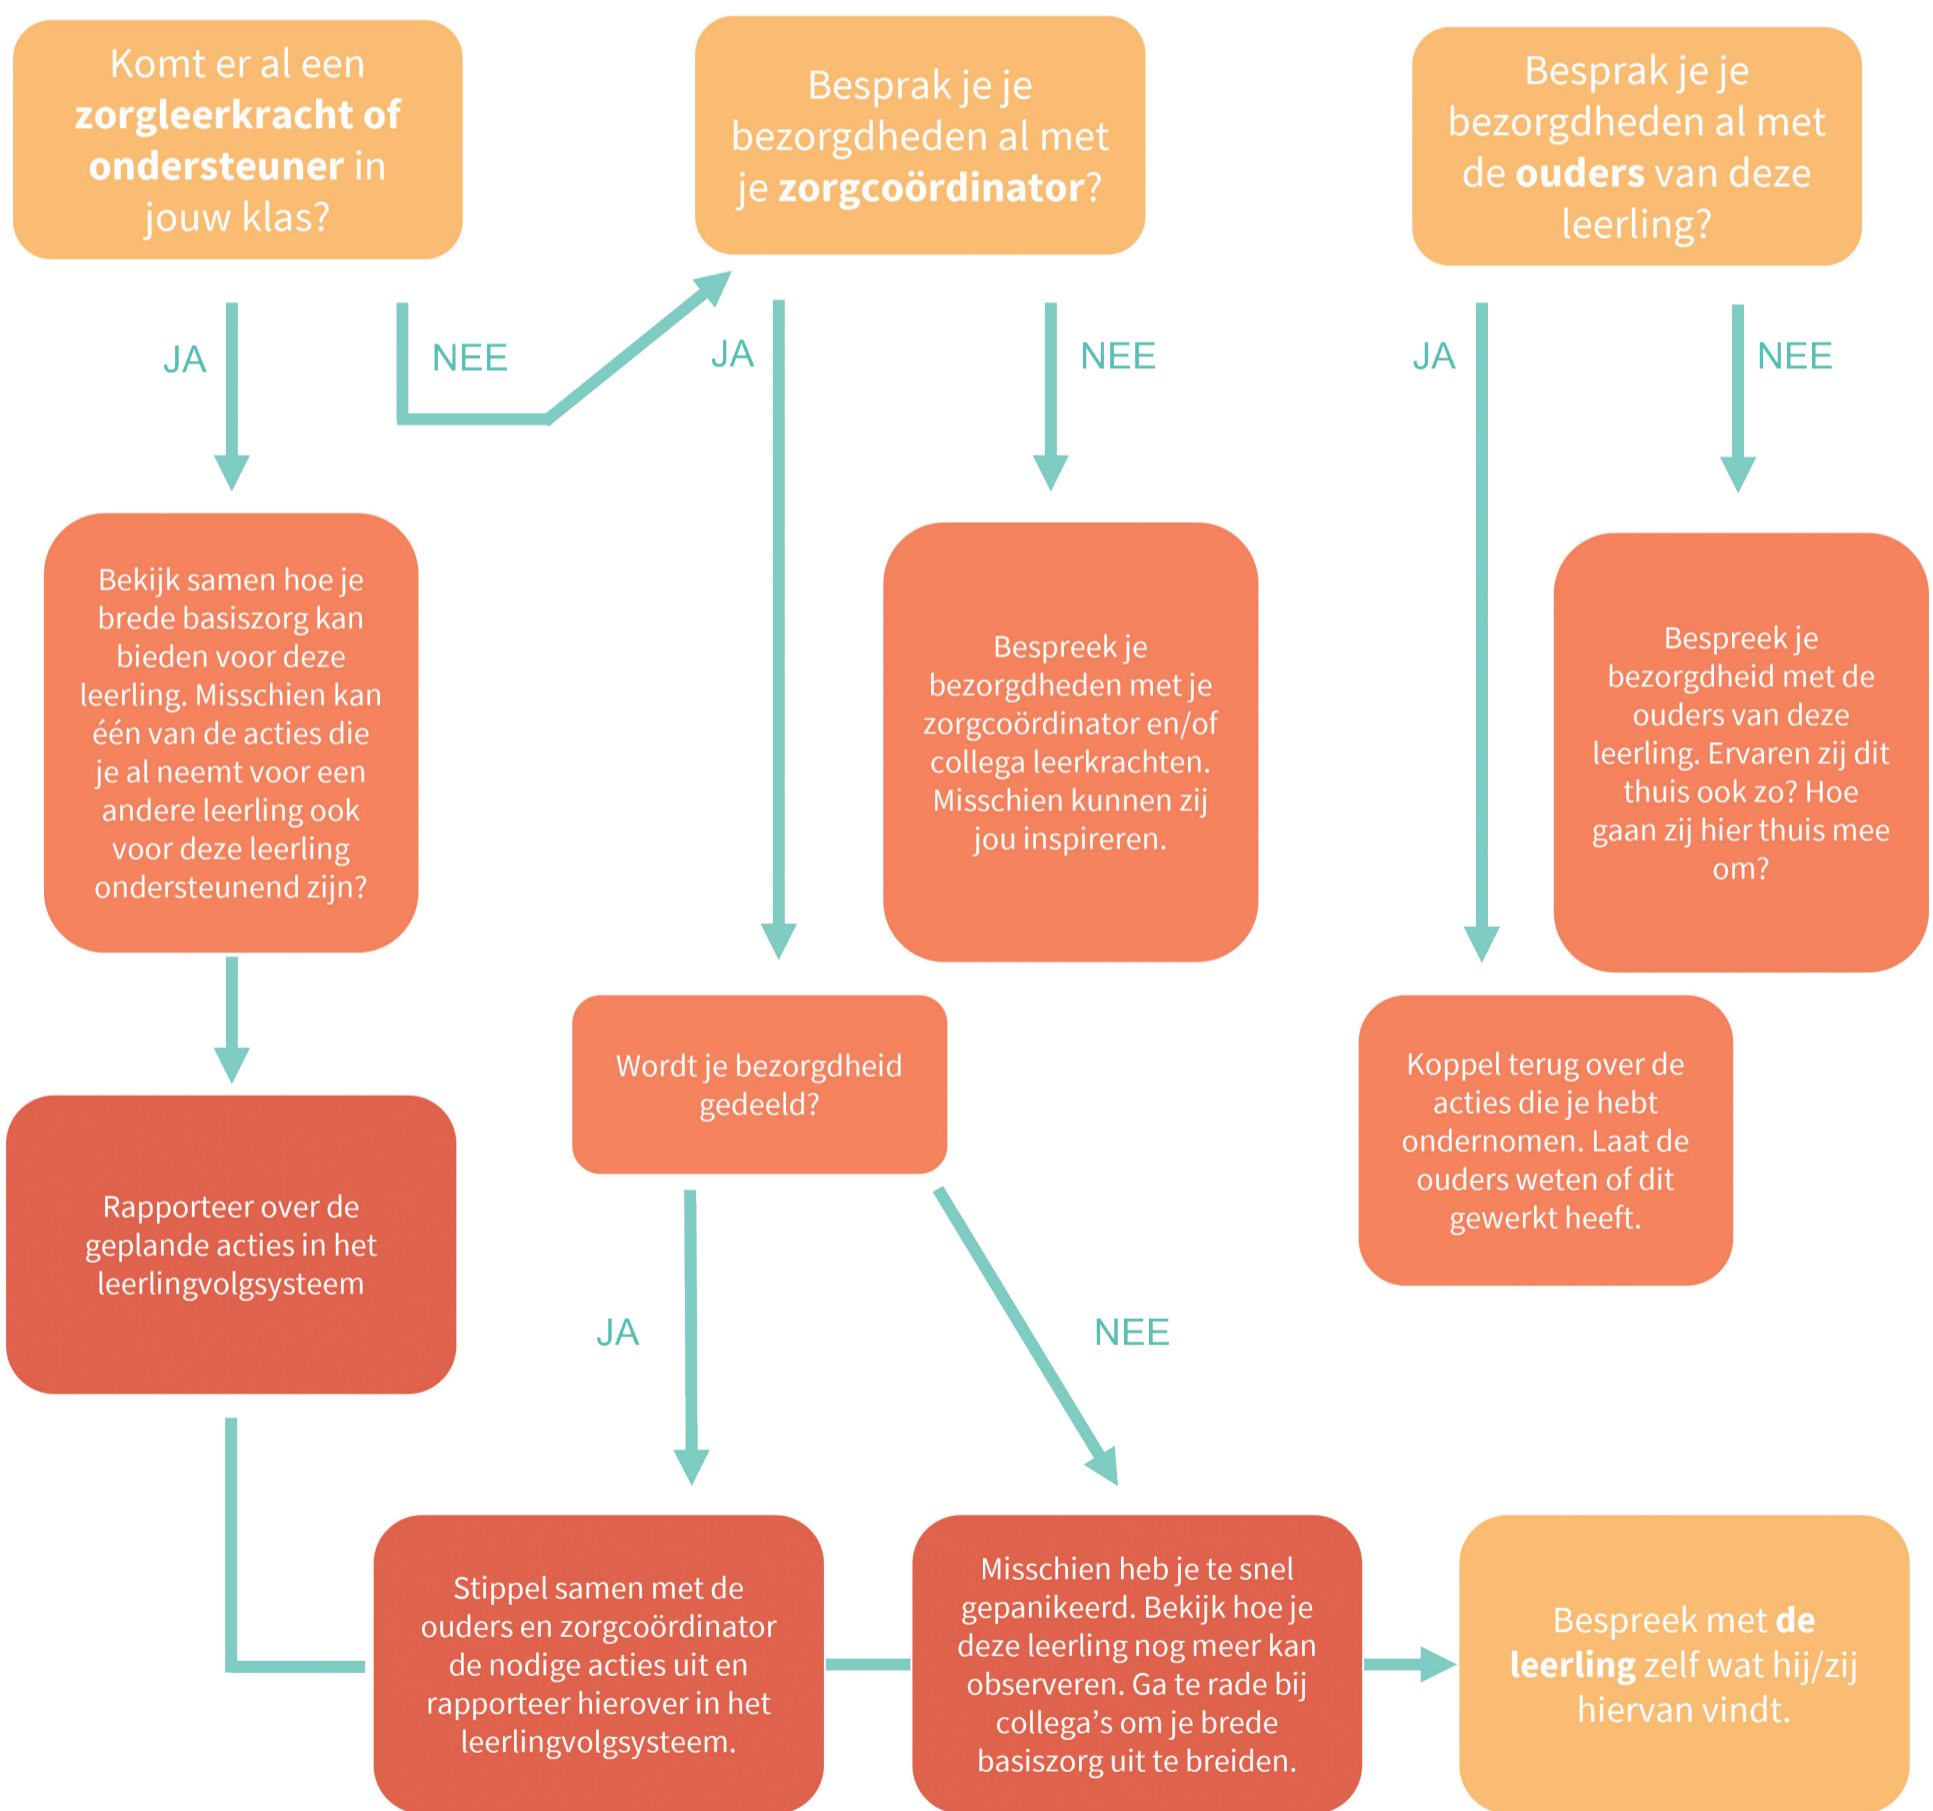 Komt er al een
zorgleerkracht of
ondersteuner in
jouw klas?
Besprak je je
bezorgdheden al met
je zorgcoördinator?
Besprak je je
bezorgdheden al met
de ouders van deze
leerling?
JA
NEE
JA
NEE
JA
NEE
Bekijk samen hoe je
brede basiszorg kan
bieden voor deze
leerling. Misschien kan
één van de acties die
je al neemt voor een
andere leerling ook
voor deze leerling
ondersteunend zijn?
Bespreek je
bezorgdheden met je
zorgcoördinator en/of
collega leerkrachten.
Misschien kunnen zij
jou inspireren.
Bespreek je
bezorgdheid met de
ouders van deze
leerling. Ervaren zij dit
thuis ook zo? Hoe
gaan zij hier thuis mee
om?
Wordt je bezorgdheid
gedeeld?
Koppel terug over de
acties die je hebt
ondernomen. Laat de
ouders weten of dit
gewerkt heeft.
Rapporteer over de
geplande acties in het
leerlingvolgsysteem
JA
NEE
Stippel samen met de
ouders en zorgcoördinator
de nodige acties uit en
rapporteer hierover in het
leerlingvolgsysteem.
Misschien heb je te snel
gepanikeerd. Bekijk hoe je
deze leerling nog meer kan
observeren. Ga te rade bij
collega's om je brede
basiszorg uit te breiden.
Bespreek met de
leerling zelf wat hij/zij
hiervan vindt.